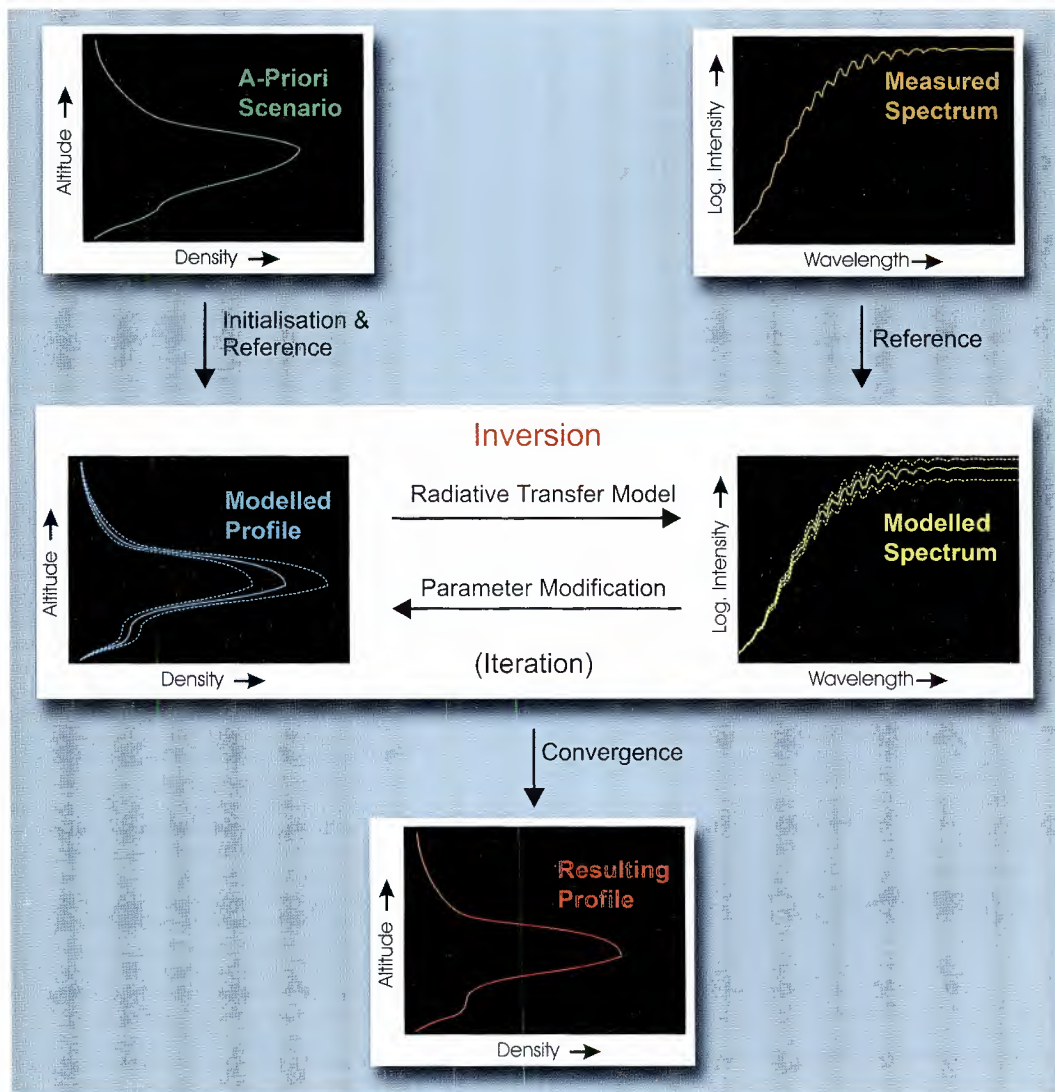 A-Priori
Scenario
Altitude →
Density →
Measured
Spectrum
Log. Intensity →
Wavelength →
Initialisation &
Reference
Reference
Inversion
Modelled
Profile
Altitude →
Density →
Radiative Transfer Model
Parameter Modification
(Iteration)
Modelled
Spectrum
Log. Intensity →
Wavelength →
Convergence
Resulting
Profile
Altitude →
Density →